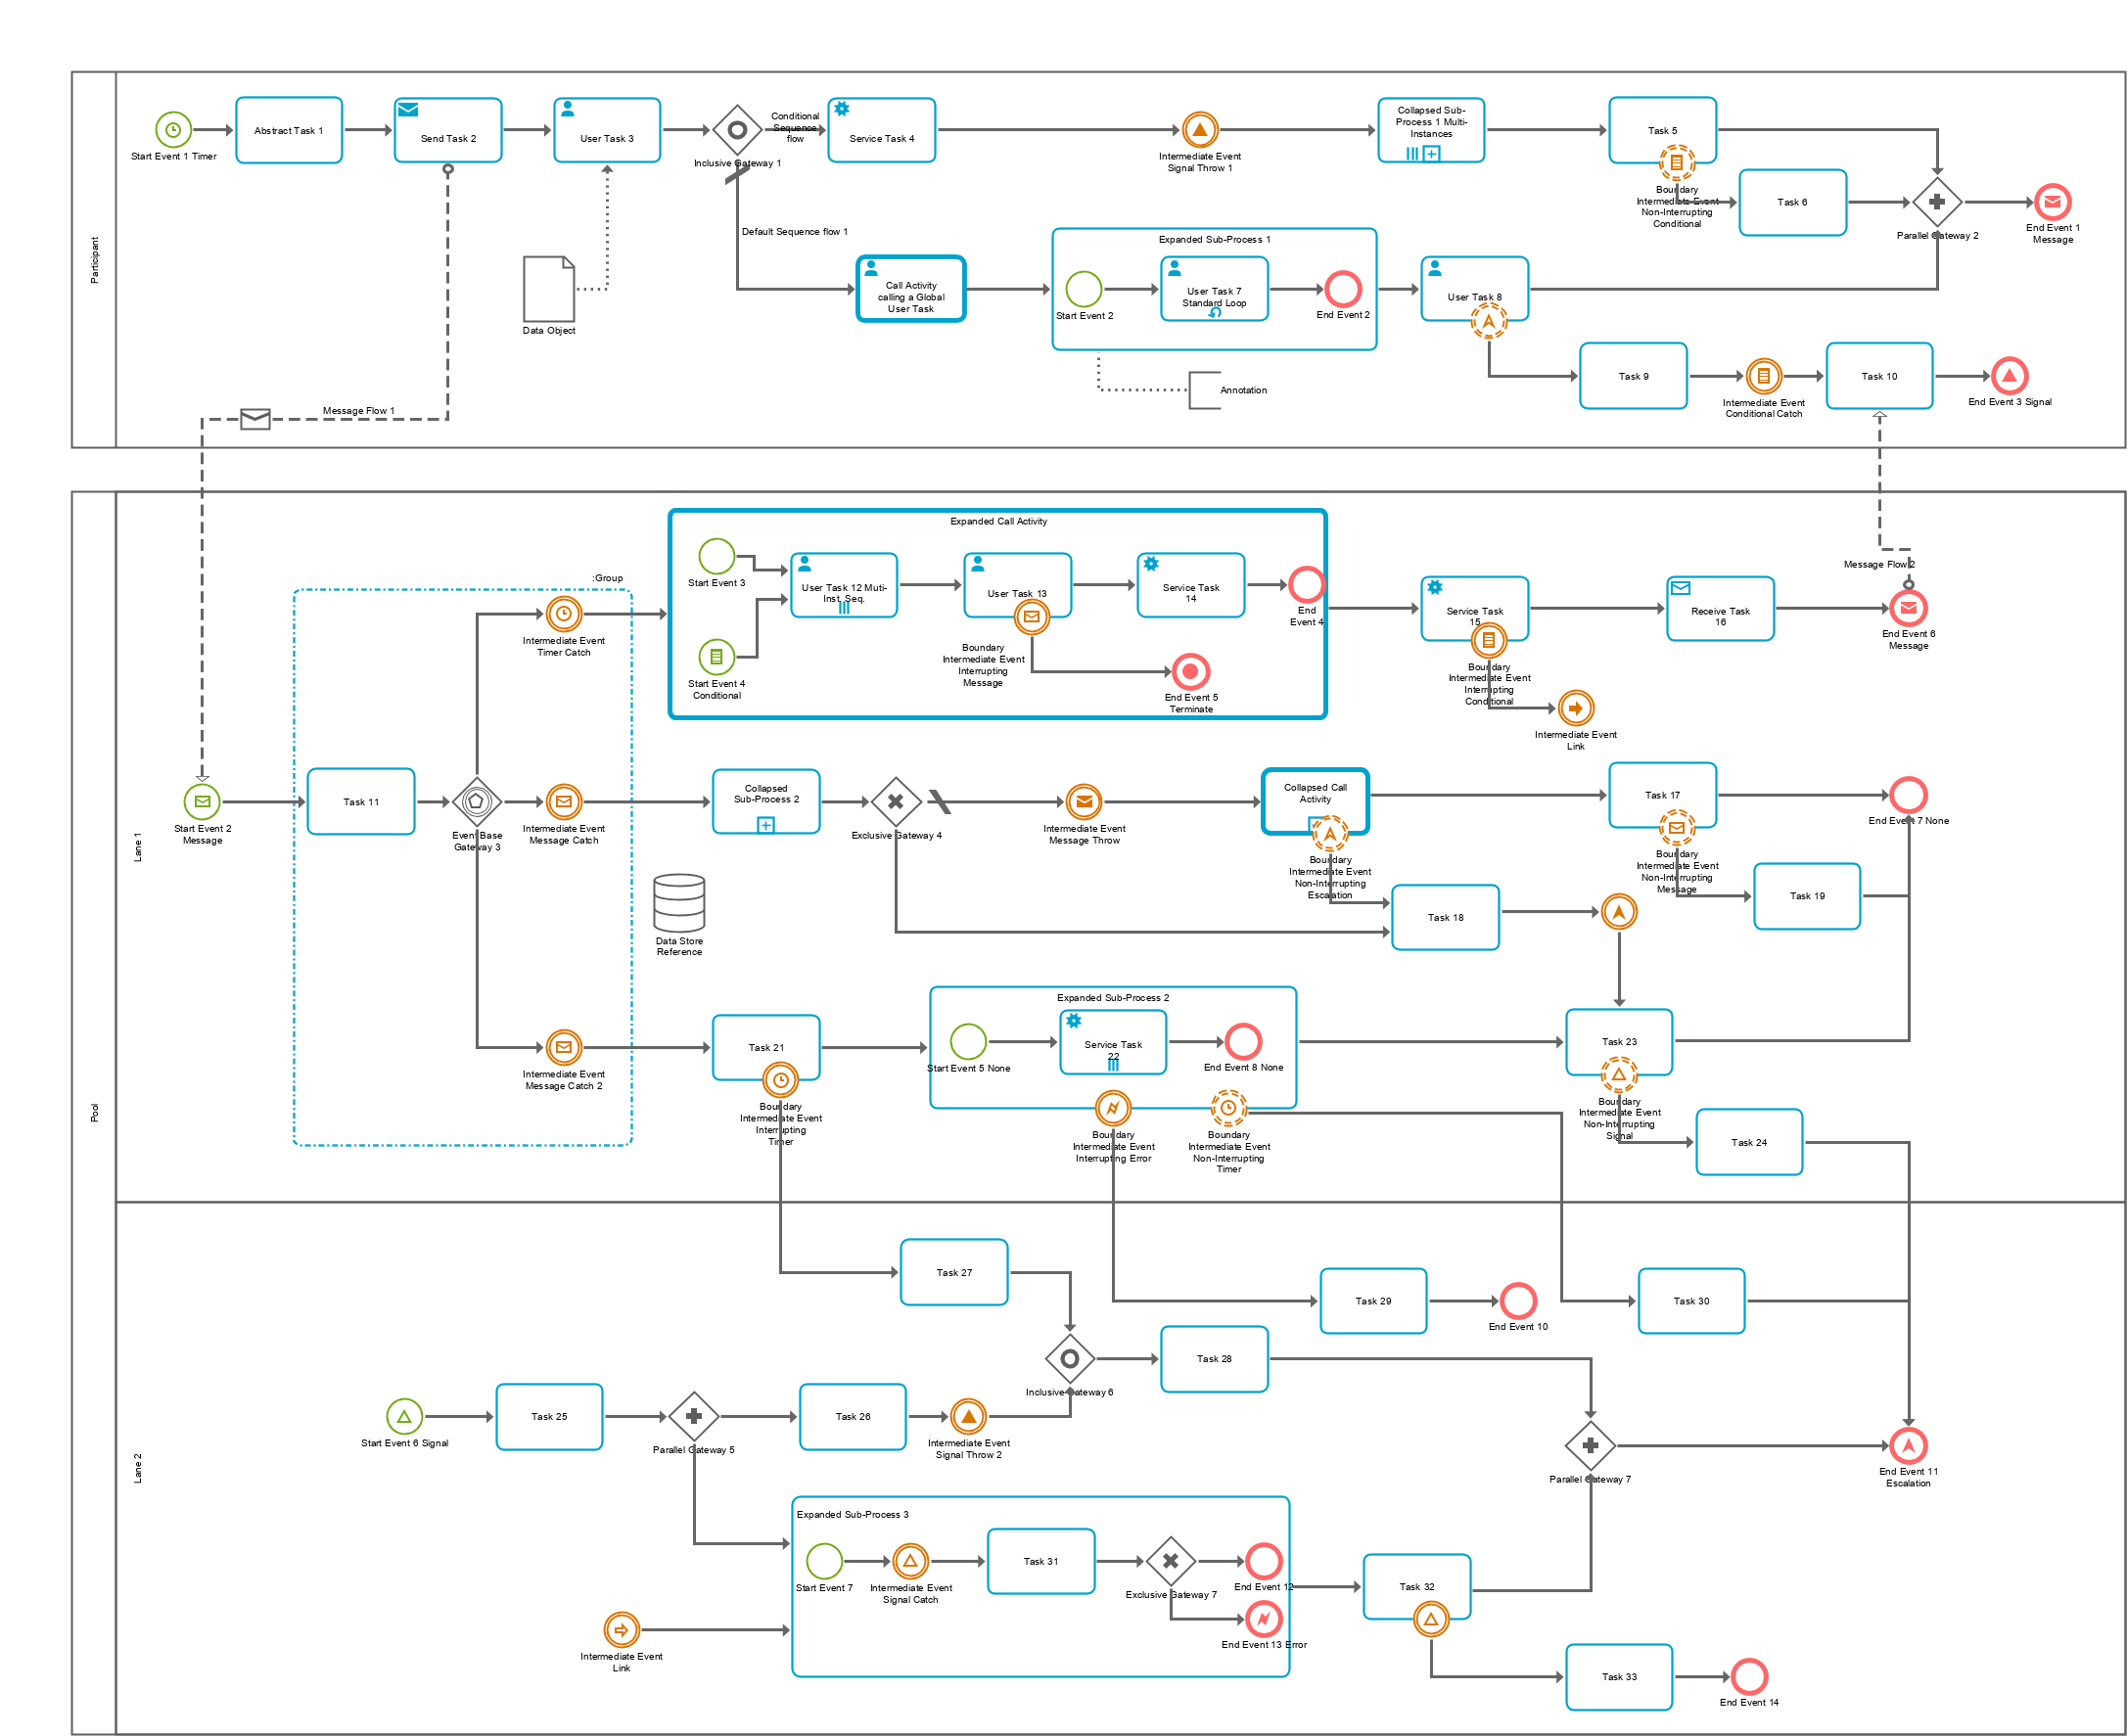 Participant
Start Event 1 Timer
Abstract Task 1
Send Task 2
User Task 3
Inclusive Gateway 1
Conditional
Sequence
flow
Service Task 4
Intermediate Event
Signal Throw 1
Collapsed Sub-
Process 1 Multi-
Instances
Task 5
Boundary
Intermediate Event
Non-Interrupting
Conditional
Task 6
Parallel Gateway 2
End Event 1
Message
Default Sequence flow 1
Data Object
Call Activity
calling a Global
User Task
Expanded Sub-Process 1
Start Event 2
User Task 7
Standard Loop
End Event 2
User Task 8
Annotation
Task 9
Intermediate Event
Conditional Catch
Task 10
End Event 3 Signal
Message Flow 1
Message Flow 2
Pool
Lane 1
Start Event 2
Message
:Group
Task 11
Event Base
Gateway 3
Intermediate Event
Timer Catch
Expanded Call Activity
Start Event 3
Start Event 4
Conditional
User Task 12 Muti-
Inst. Seq.
User Task 13
Boundary
Intermediate Event
Interrupting
Message
Service Task
14
End
Event 4
End Event 5
Terminate
Service Task
15
Boundary
Intermediate Event
Interrupting
Conditional
Intermediate Event
Link
Receive Task
16
End Event 6
Message
Intermediate Event
Message Catch
Collapsed
Sub-Process 2
Exclusive Gateway 4
Intermediate Event
Message Throw
Collapsed Call
Activity
Boundary
Intermediate Event
Non-Interrupting
Escalation
Task 17
Boundary
Intermediate Event
Non-Interrupting
Message
End Event 7 None
Task 18
Task 19
Data Store
Reference
Intermediate Event
Message Catch 2
Task 21
Boundary
Intermediate Event
Interrupting
Timer
Expanded Sub-Process 2
Start Event 5 None
Service Task
22
End Event 8 None
Boundary
Intermediate Event
Interrupting Error
Boundary
Intermediate Event
Non-Interrupting
Timer
Task 23
Boundary
Intermediate Event
Non-Interrupting
Signal
Task 24
Lane 2
Task 27
Task 29
End Event 10
Task 30
Inclusive Gateway 6
Task 28
Start Event 6 Signal
Task 25
Parallel Gateway 5
Task 26
Intermediate Event
Signal Throw 2
Parallel Gateway 7
End Event 11
Escalation
Expanded Sub-Process 3
Start Event 7
Intermediate Event
Signal Catch
Task 31
Exclusive Gateway 7
End Event 12
End Event 13 Error
Intermediate Event
Link
Task 32
Task 33
End Event 14